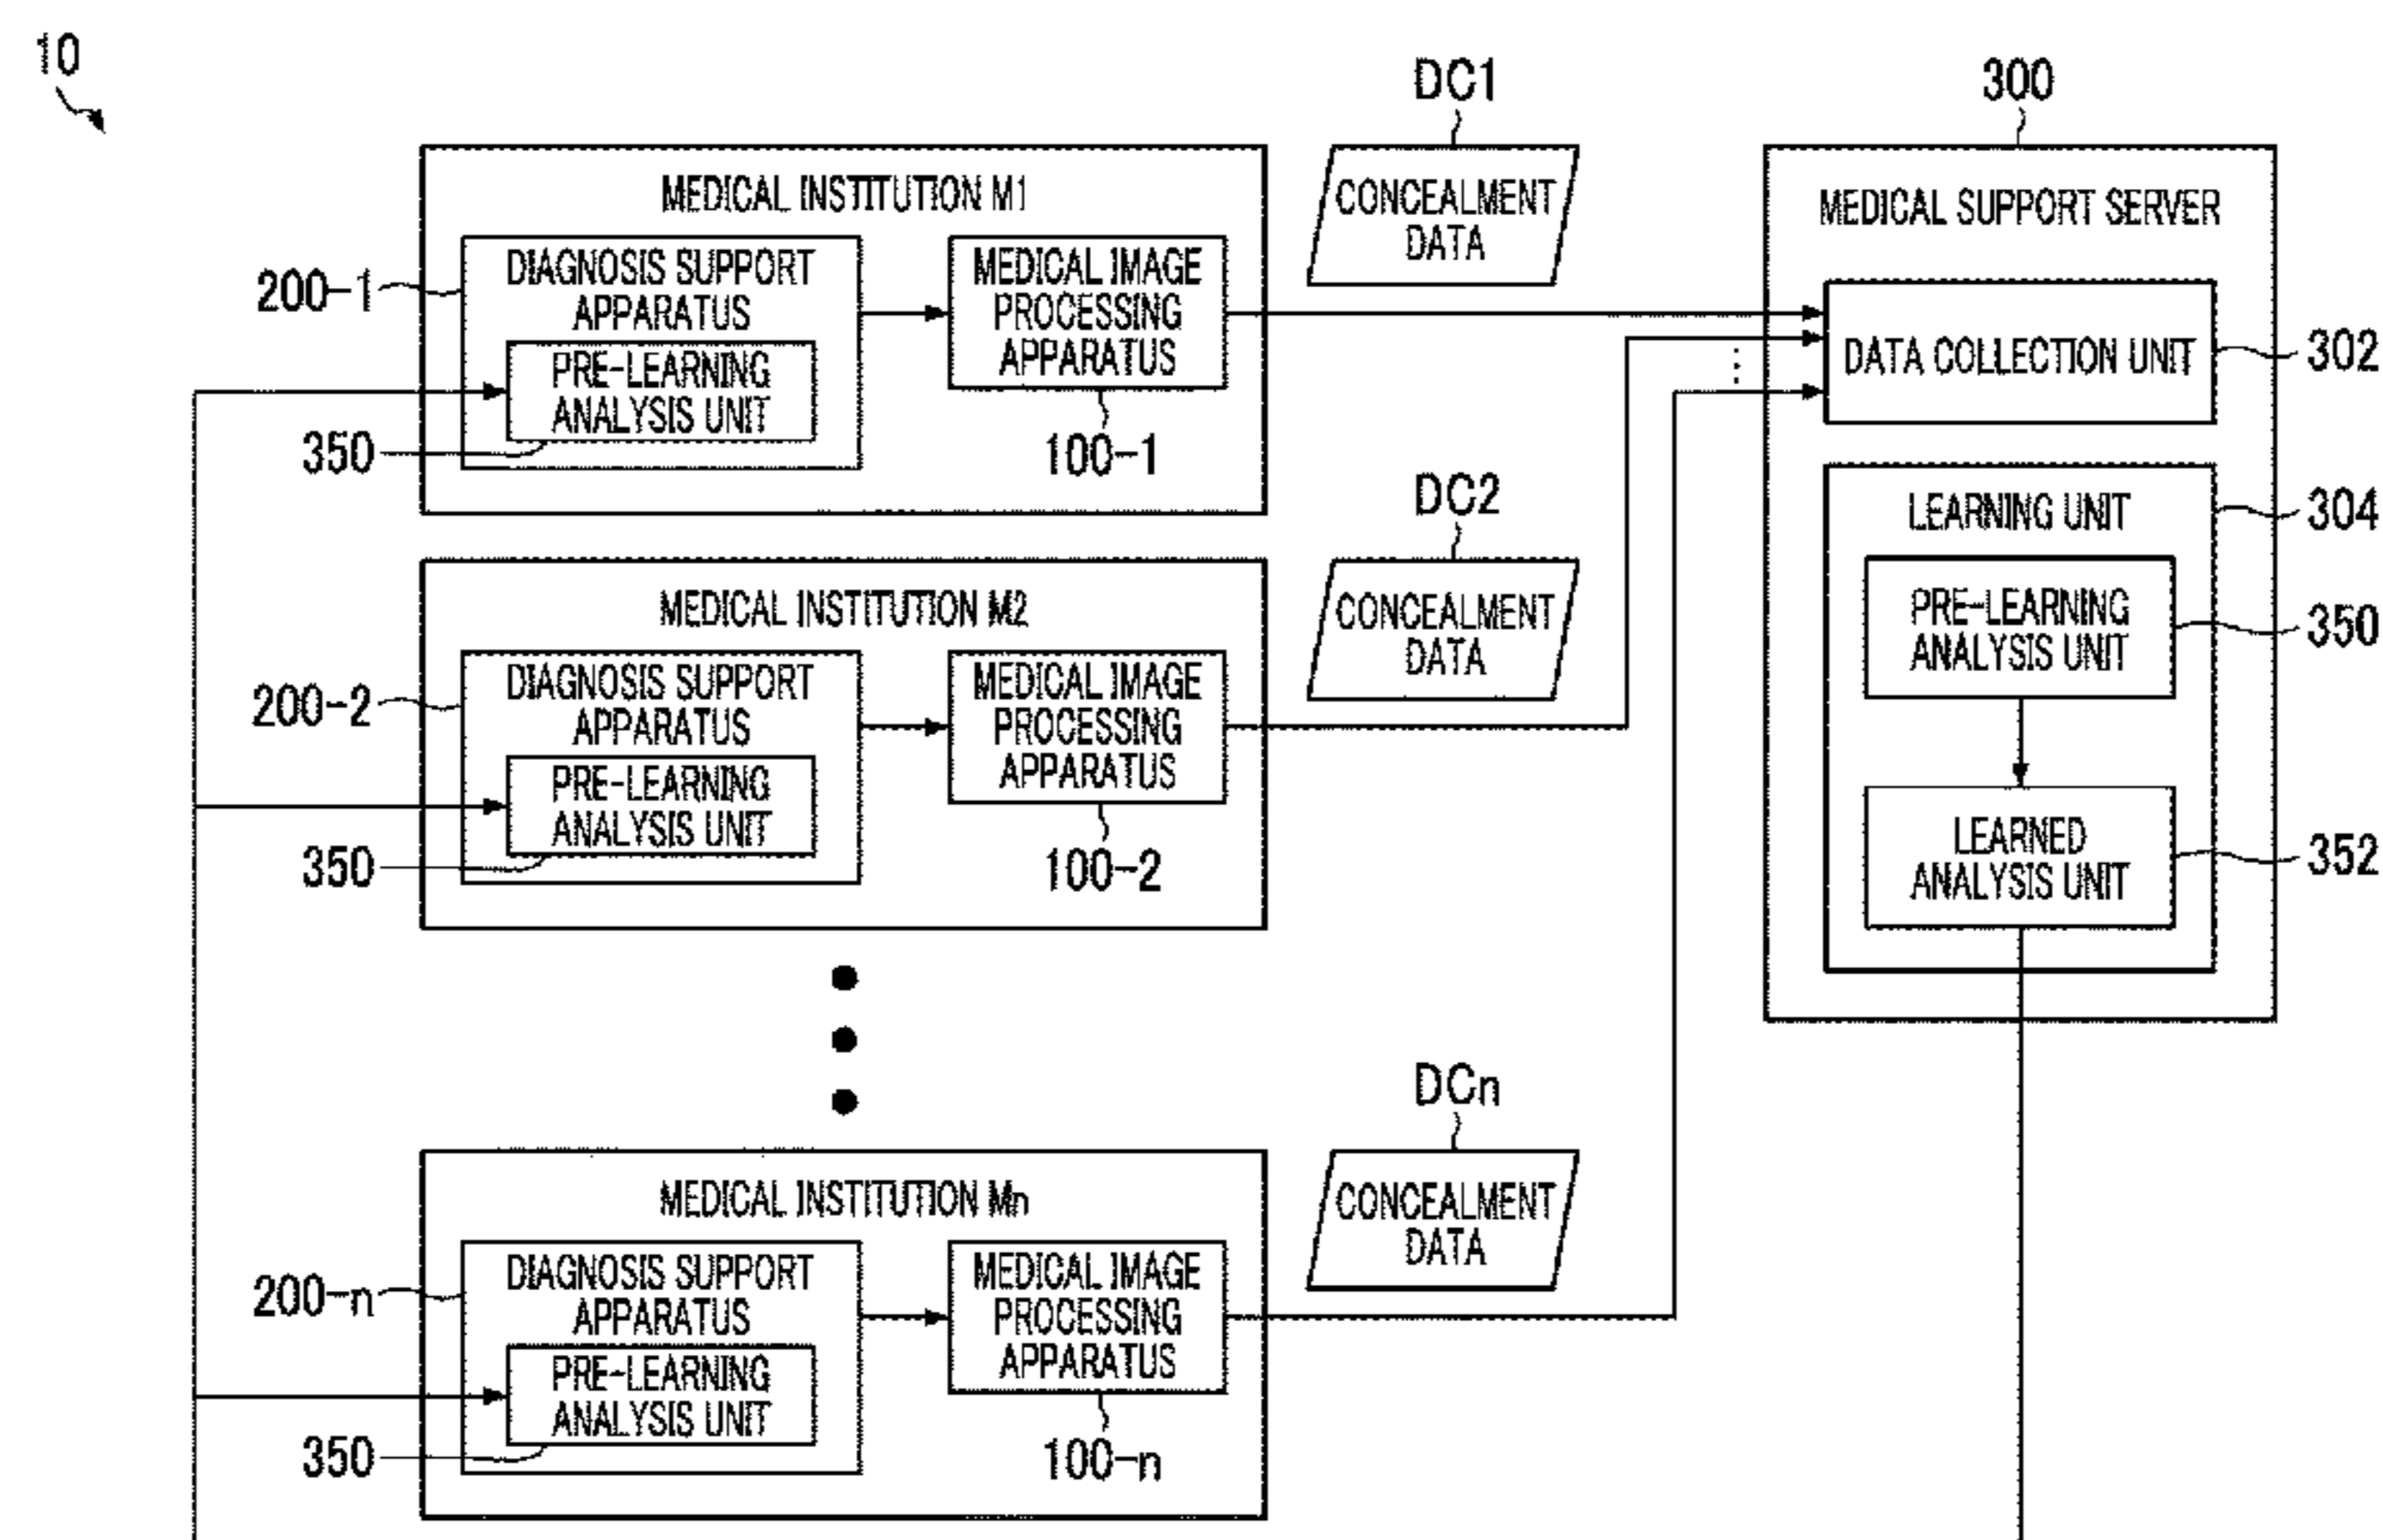 10
DC1
300
MEDICAL INSTITUTION M1
CONCEALMENT
DATA
MEDICAL SUPPORT SERVER
200-1
DIAGNOSIS SUPPORT
APPARATUS
MEDICAL IMAGE
PROCESSING
APPARATUS
PRE-LEARNING
ANALYSIS UNIT
350
100-1
DATA COLLECTION UNIT
302
DC2
LEARNING UNIT
304
MEDICAL INSTITUTION M2
CONCEALMENT
DATA
PRE-LEARNING
ANALYSIS UNIT
350
200-2
DIAGNOSIS SUPPORT
APPARATUS
MEDICAL IMAGE
PROCESSING
APPARATUS
PRE-LEARNING
ANALYSIS UNIT
350
100-2
LEARNED
ANALYSIS UNIT
352
DCn
MEDICAL INSTITUTION Mn
CONCEALMENT
DATA
200-n
DIAGNOSIS SUPPORT
APPARATUS
MEDICAL IMAGE
PROCESSING
APPARATUS
PRE-LEARNING
ANALYSIS UNIT
350
100-n